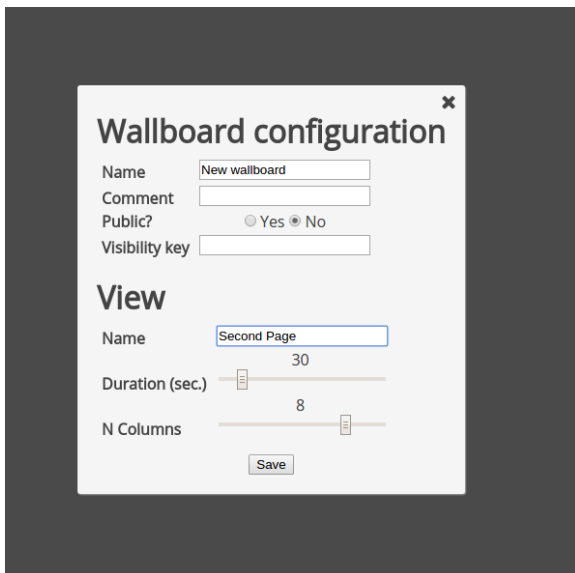 Wallboard configuration
Name New wallboard
Comment
Public? Yes No
Visibility key
View
Name Second Page
30
Duration (sec.)
8
N Columns
Save